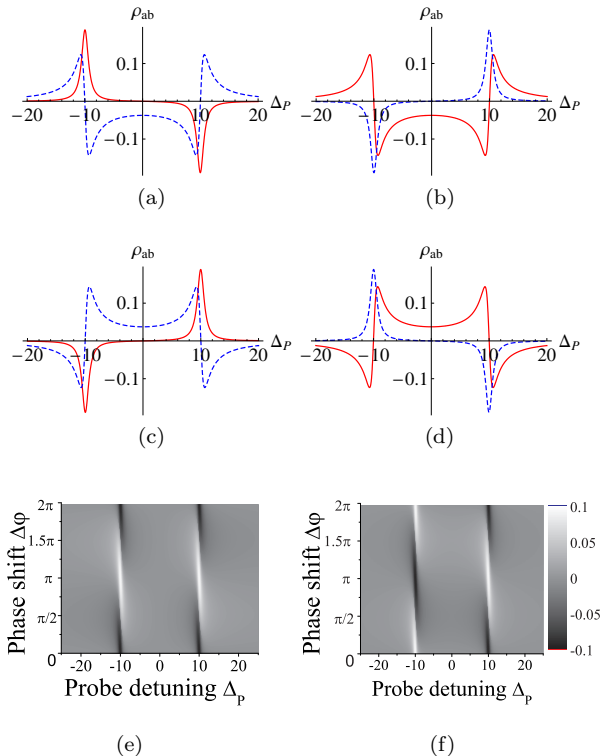 ρab ρab
0.1 0.1
−20 −10 10 20 ΔP −20 −10 10 20 ΔP
−0.1 −0.1
(a) (b)
ρab ρab
0.1 0.1
−20 −10 10 20 ΔP −20 −10 10 20 ΔP
−0.1 −0.1
(c) (d)
2π 2π 0.1
1.5π 1.5π 0.05
π π 0
π/2 π/2 -0.05
0 0 -0.1
Phase shift Δφ Phase shift Δφ
-20 -10 0 10 20 -20 -10 0 10 20
Probe detuning ΔP Probe detuning ΔP
(e) (f)